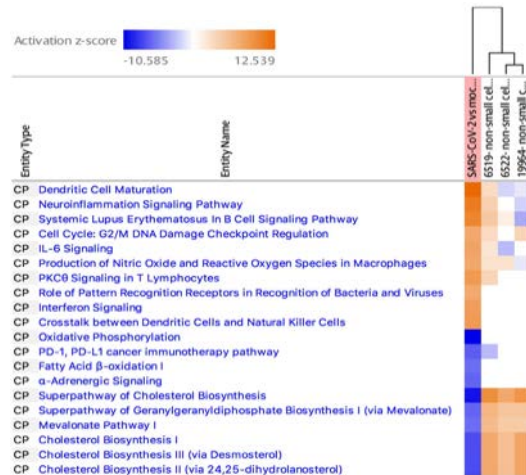 Activation z-score
-10.585 12.539
Entity Type
Entity Name
SARS-CoV-2 vs moc...
6519- non-small cel...
6522- non-small cel...
19964- non-small c...
CP Dendritic Cell Maturation
CP Neuroinflammation Signaling Pathway
CP Systemic Lupus Erythematosus In B Cell Signaling Pathway
CP Cell Cycle: G2/M DNA Damage Checkpoint Regulation
CP IL-6 Signaling
CP Production of Nitric Oxide and Reactive Oxygen Species in Macrophages
CP PKCθ Signaling in T Lymphocytes
CP Role of Pattern Recognition Receptors in Recognition of Bacteria and Viruses
CP Interferon Signaling
CP Crosstalk between Dendritic Cells and Natural Killer Cells
CP Oxidative Phosphorylation
CP PD-1, PD-L1 cancer immunotherapy pathway
CP Fatty Acid β-oxidation I
CP α-Adrenergic Signaling
CP Superpathway of Cholesterol Biosynthesis
CP Superpathway of Geranylgeranyldiphosphate Biosynthesis I (via Mevalonate)
CP Mevalonate Pathway I
CP Cholesterol Biosynthesis I
CP Cholesterol Biosynthesis III (via Desmosterol)
CP Cholesterol Biosynthesis II (via 24,25-dihydrolanosterol)